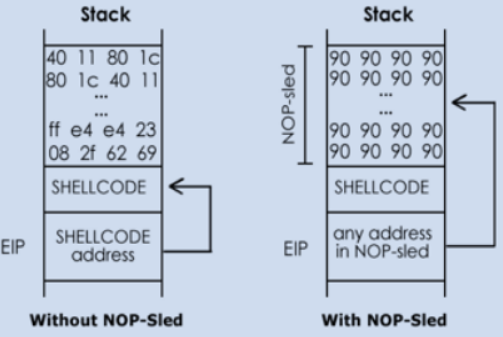 Stack
40 11 80 1c
80 1c 40 11
...
...
ff e4 e4 23
08 2f 62 69
SHELLCODE
EIP
SHELLCODE
address
Without NOP-Sled
Stack
NOP-sled
90 90 90 90
90 90 90 90
...
...
90 90 90 90
90 90 90 90
SHELLCODE
EIP
any address
in NOP-sled
With NOP-Sled